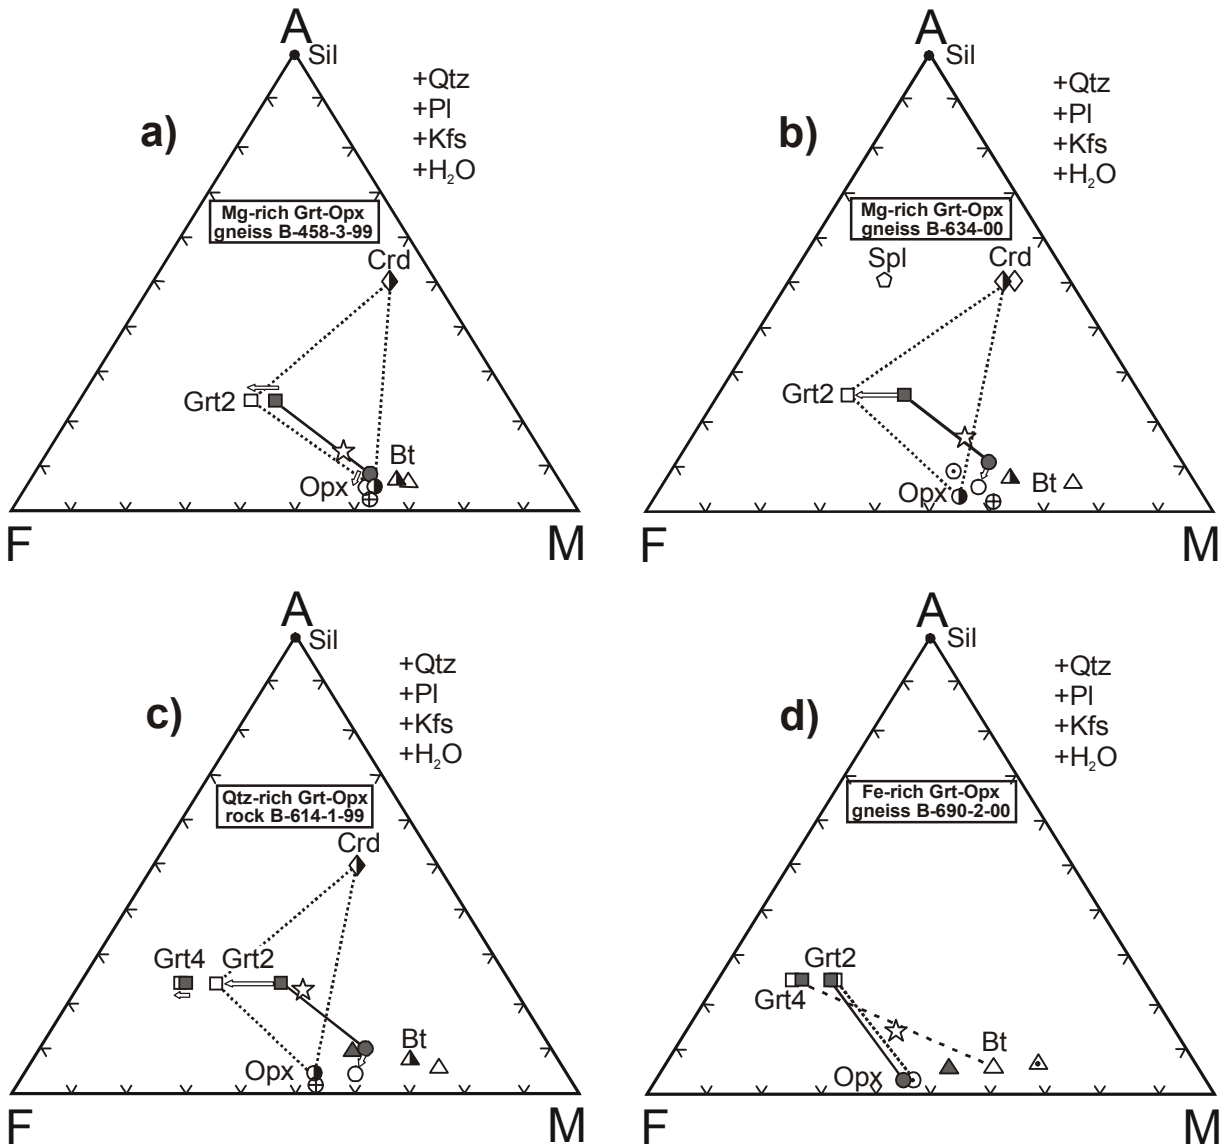 A
Sil
+Qtz
+Pl
+Kfs
+H₂O
a)
Mg-rich Grt-Opx
gneiss B-458-3-99
Crd
Grt2
Bt
Opx
F
M
A
Sil
+Qtz
+Pl
+Kfs
+H₂O
b)
Mg-rich Grt-Opx
gneiss B-634-00
Spl
Crd
Grt2
Opx
Bt
F
M
A
Sil
+Qtz
+Pl
+Kfs
+H₂O
c)
Qtz-rich Grt-Opx
rock B-614-1-99
Crd
Grt4
Grt2
Bt
Opx
F
M
A
Sil
+Qtz
+Pl
+Kfs
+H₂O
d)
Fe-rich Grt-Opx
gneiss B-690-2-00
Grt2
Grt4
Bt
Opx
F
M